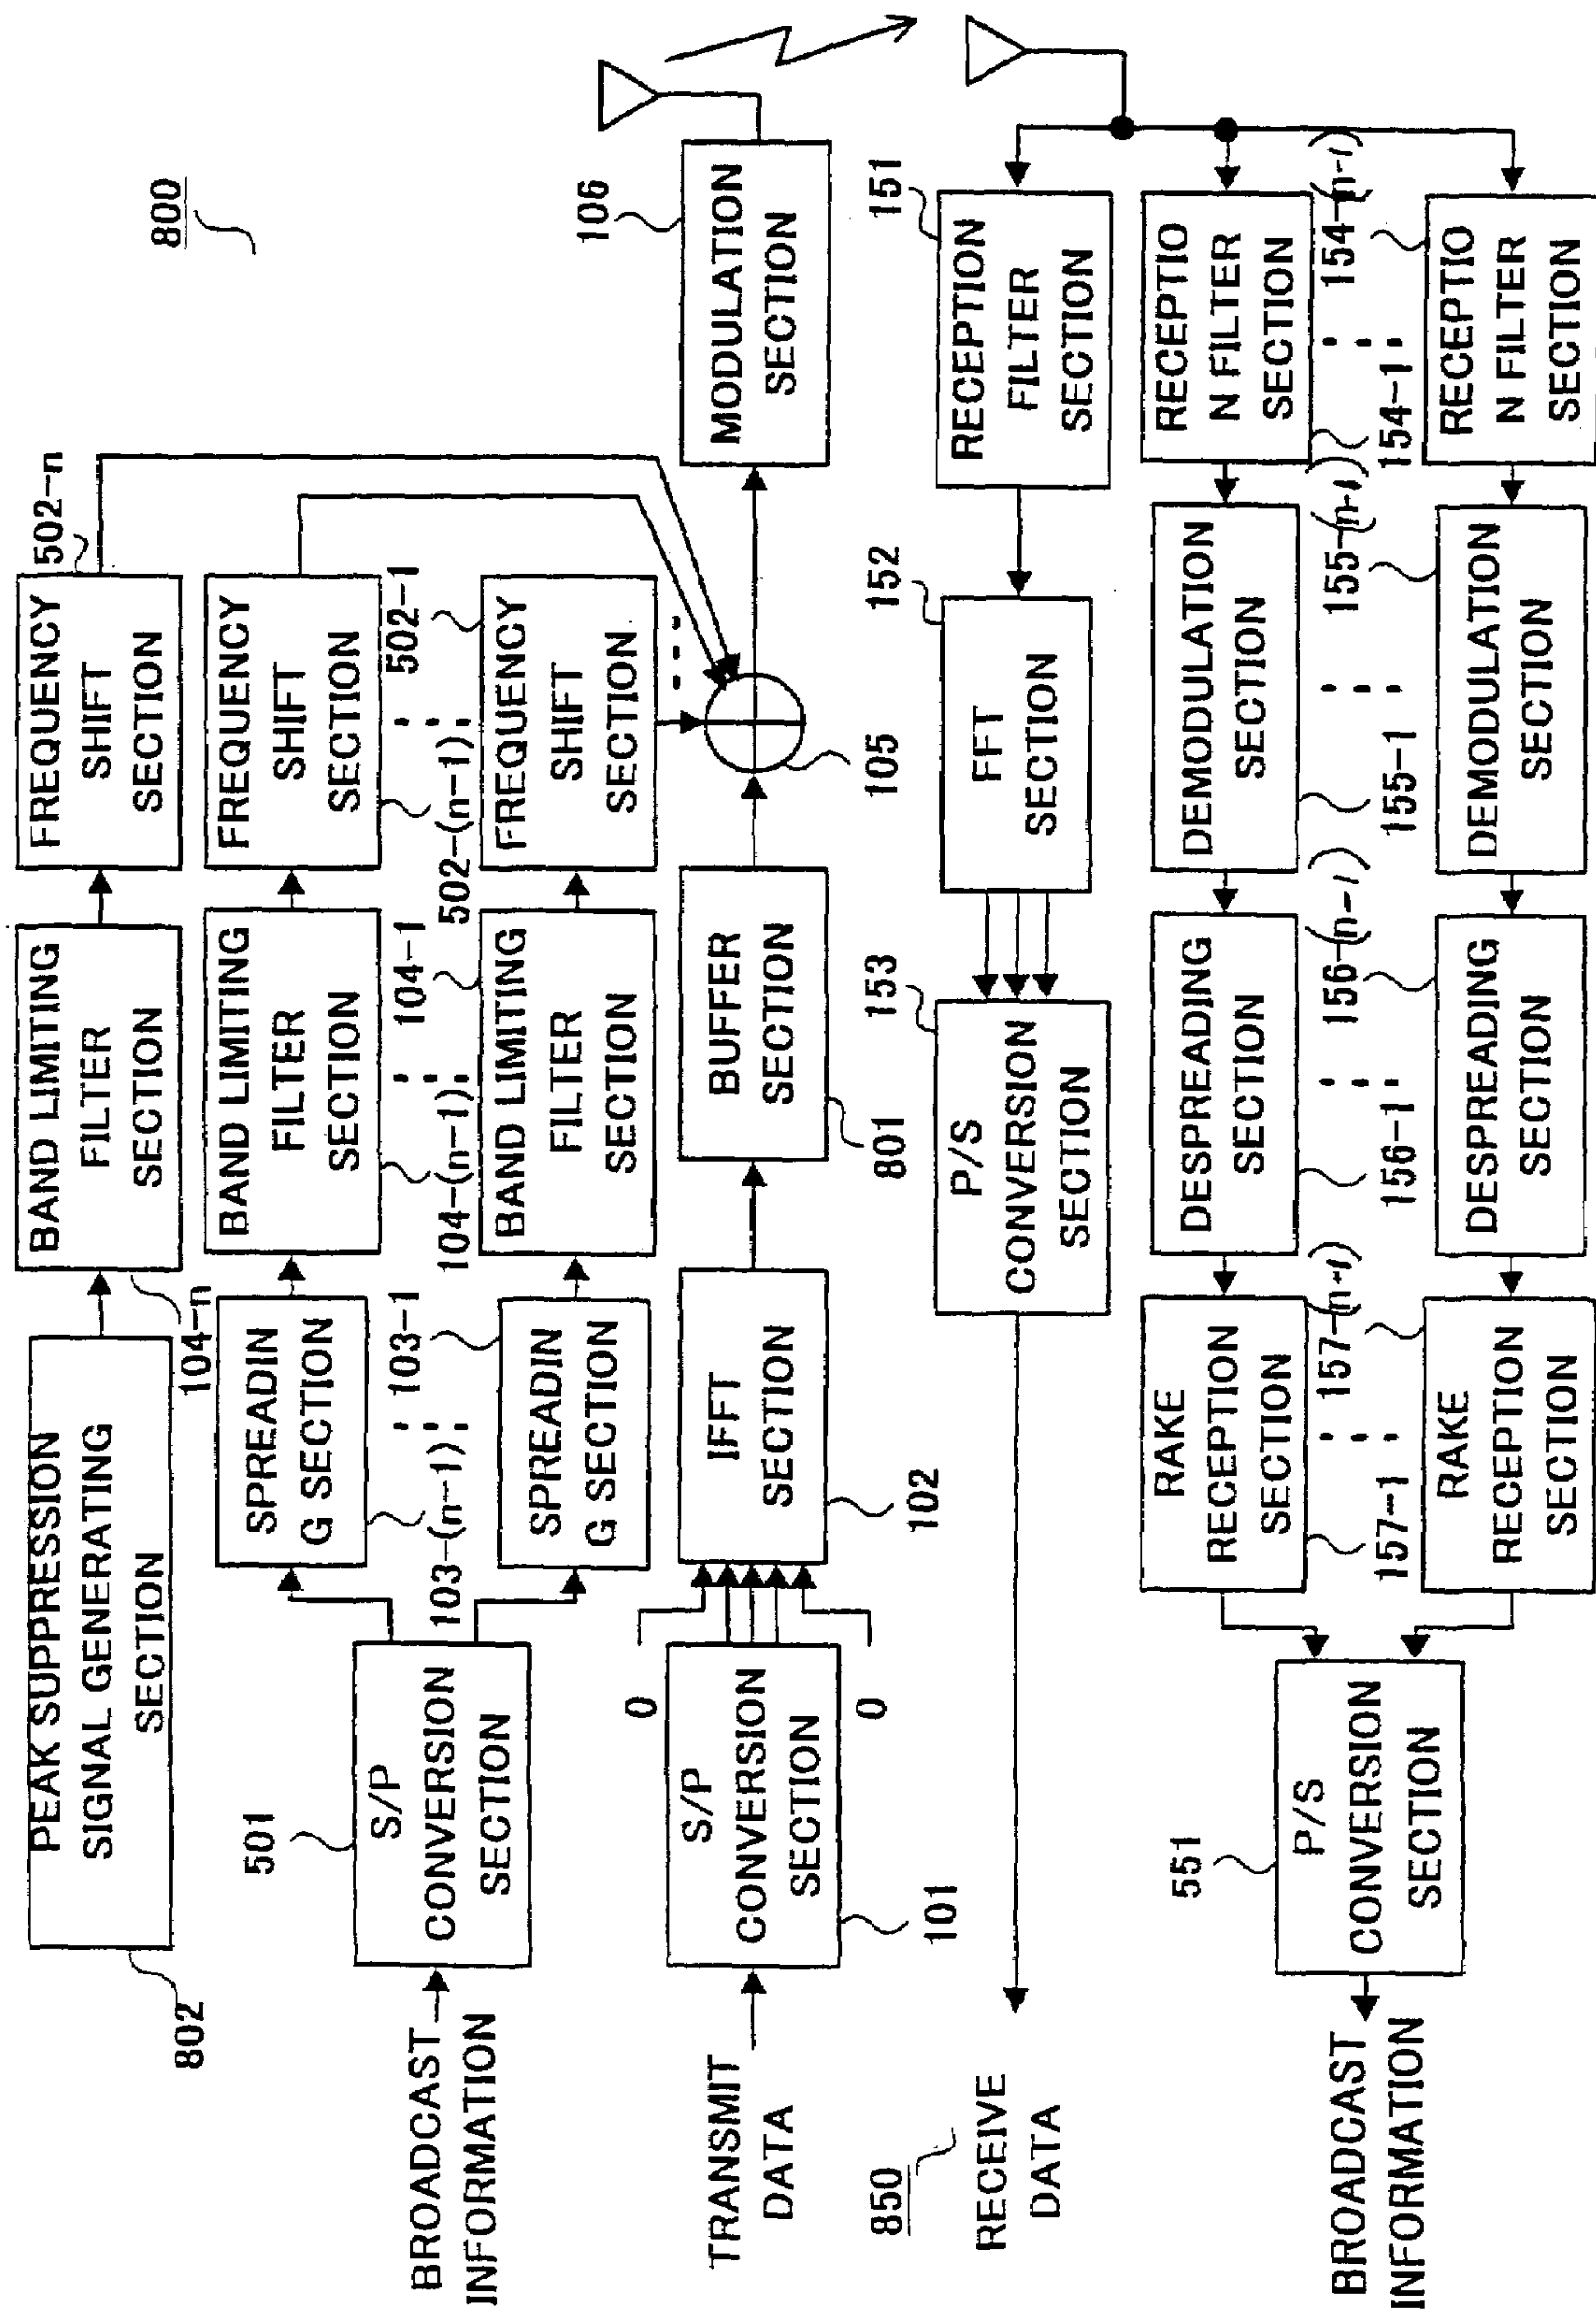 800
PEAK SUPPRESSION
SIGNAL GENERATING
SECTION
802
BAND LIMITING
FILTER
SECTION
104-n
FREQUENCY
SHIFT
SECTION
502-n
BROADCAST
INFORMATION
501
S/P
CONVERSION
SECTION
SPREADIN
G SECTION
103-(n-1)
BAND LIMITING
FILTER
SECTION
104-(n-1)
FREQUENCY
SHIFT
SECTION
502-(n-1)
103-1
SPREADIN
G SECTION
104-1
BAND LIMITING
FILTER
SECTION
502-1
FREQUENCY
SHIFT
SECTION
TRANSMIT
DATA
S/P
CONVERSION
SECTION
101
0
0
IFFT
SECTION
102
BUFFER
SECTION
801
105
106
MODULATION
SECTION
850
RECEIVE
DATA
153
P/S
CONVERSION
SECTION
152
FFT
SECTION
151
RECEPTION
FILTER
SECTION
RAKE
RECEPTION
SECTION
157-1
DESPREADING
SECTION
156-1
DEMODULATION
SECTION
155-1
RECEPTIO
N FILTER
SECTION
154-1
BROADCAST
INFORMATION
551
P/S
CONVERSION
SECTION
157-(n-1)
RAKE
RECEPTION
SECTION
156-(n-1)
DESPREADING
SECTION
155-(n-1)
DEMODULATION
SECTION
154-(n-1)
RECEPTIO
N FILTER
SECTION